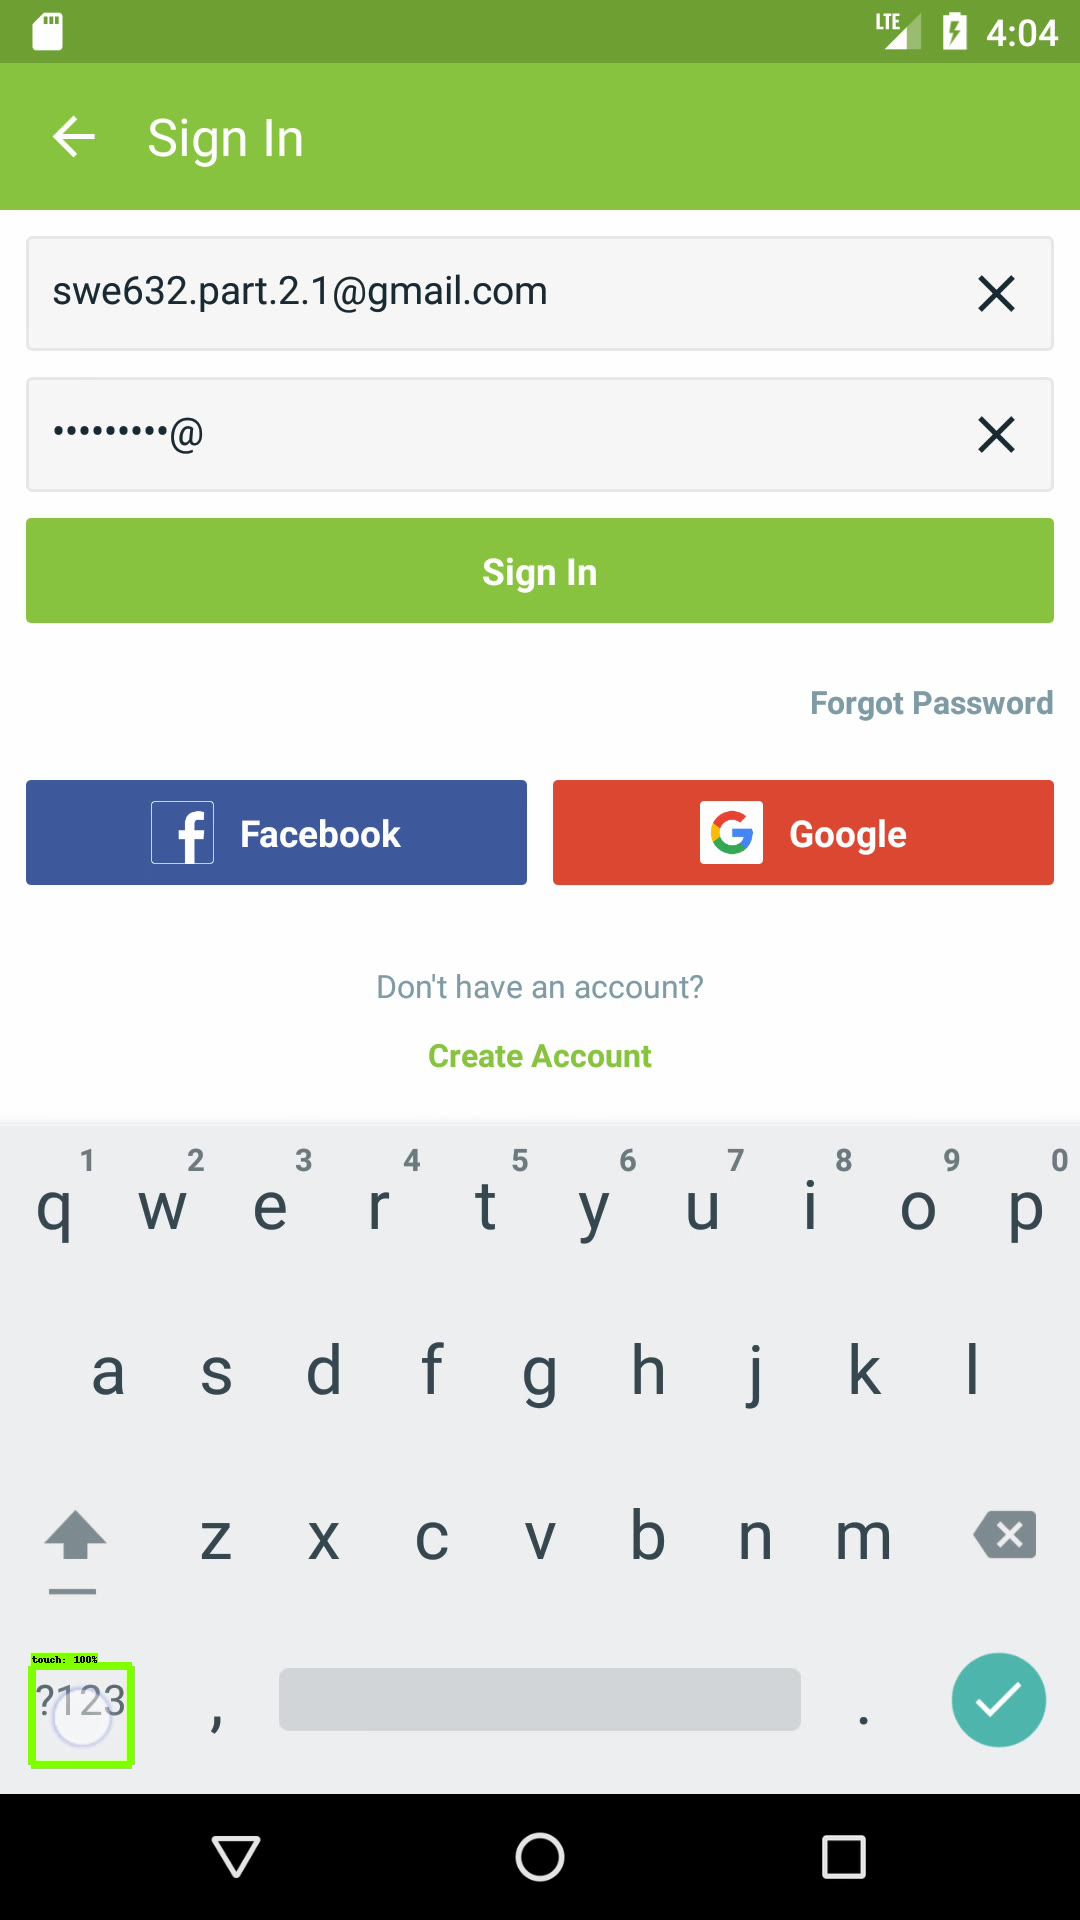 LTE 4:04
Sign In
swe632.part.2.1@gmail.com
•••••••••@
Sign In
Forgot Password
Facebook Google
Don't have an account?
Create Account
1 2 3 4 5 6 7 8 9 0
q w e r t y u i o p
a s d f g h j k l
z x c v b n m
touch: 100%
?123 , .